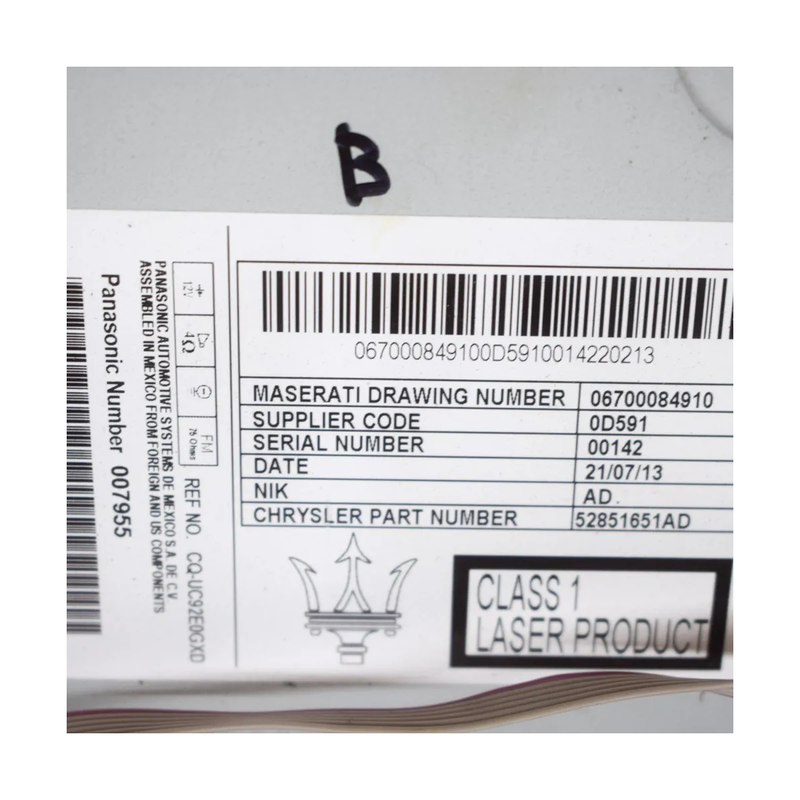 B
067000849100D5910014220213
MASERATI DRAWING NUMBER 06700084910
SUPPLIER CODE 0D591
SERIAL NUMBER 00142
DATE 21/07/13
NIK AD.
CHRYSLER PART NUMBER 52851651AD
CLASS 1
LASER PRODUCT
12V
4Ω
FM
75 Ohms
REF NO. CQ-UC92E0GXD
PANASONIC AUTOMOTIVE SYSTEMS DE MEXICO S.A. DE C.V
ASSEMBLED IN MEXICO FROM FOREIGN AND US COMPONENTS
Panasonic Number 007955